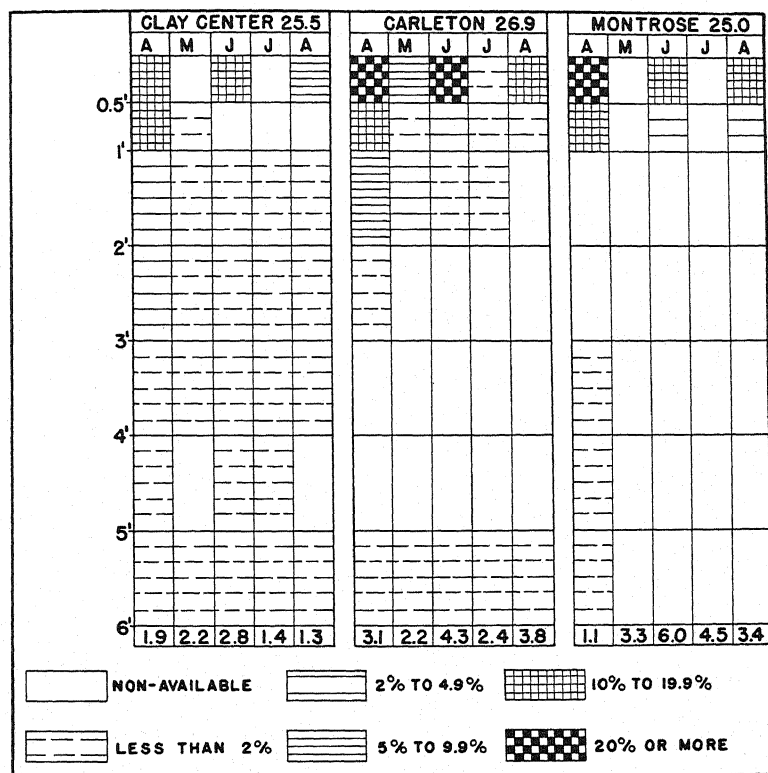 CLAY CENTER 25.5 CARLETON 26.9 MONTROSE 25.0
A M J J A A M J J A A M J J A
0.5'
1'
2'
3'
4'
5'
6'
1.9 2.2 2.8 1.4 1.3 3.1 2.2 4.3 2.4 3.8 1.1 3.3 6.0 4.5 3.4
NON-AVAILABLE 2% TO 4.9% 10% TO 19.9%
LESS THAN 2% 5% TO 9.9% 20% OR MORE